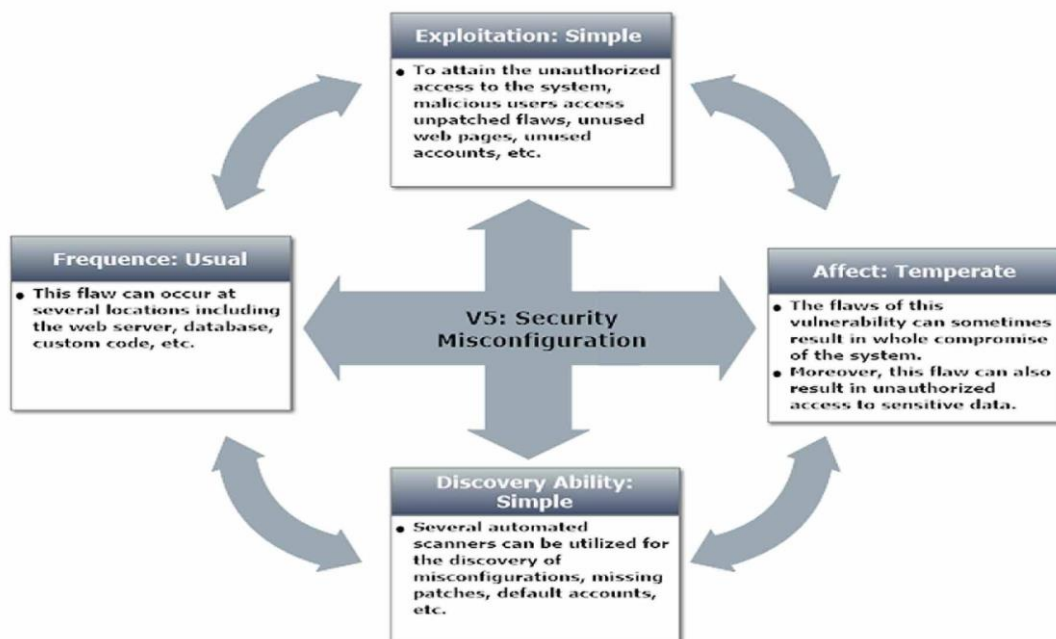 Exploitation: Simple
• To attain the unauthorized
access to the system,
malicious users access
unpatched flaws, unused
web pages, unused
accounts, etc.
Frequence: Usual
• This flaw can occur at
several locations including
the web server, database,
custom code, etc.
V5: Security
Misconfiguration
Affect: Temperate
• The flaws of this
vulnerability can sometimes
result in whole compromise
of the system.
• Moreover, this flaw can also
result in unauthorized
access to sensitive data.
Discovery Ability:
Simple
• Several automated
scanners can be utilized for
the discovery of
misconfigurations, missing
patches, default accounts,
etc.